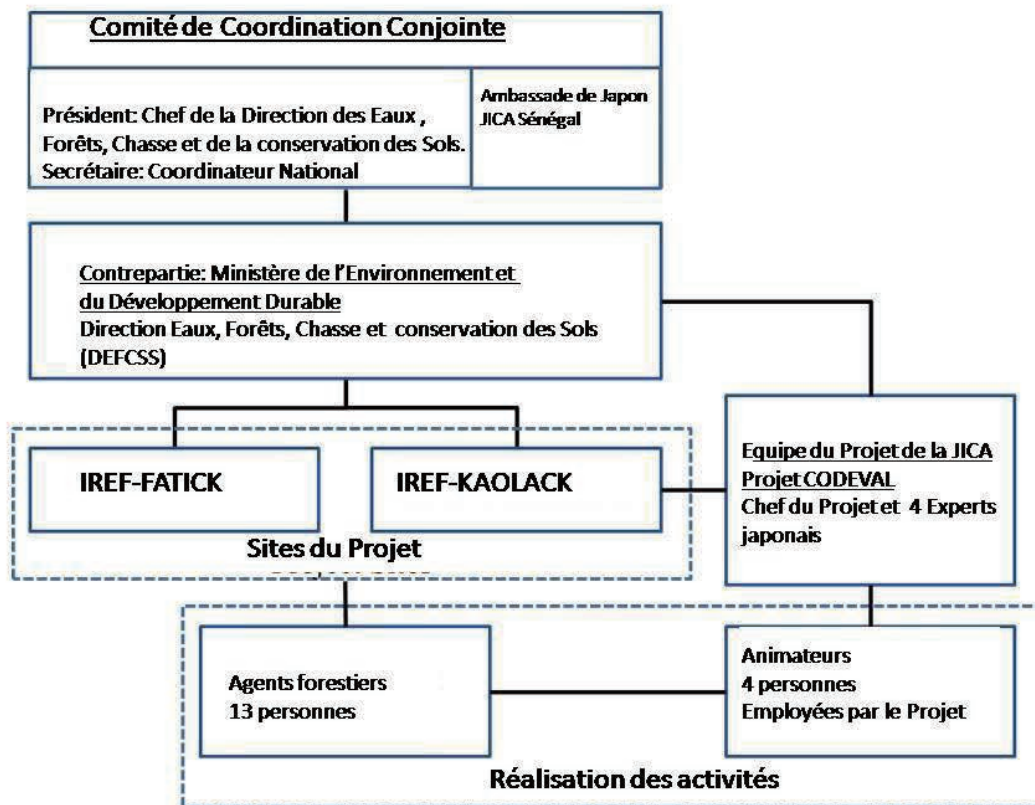 Comité de Coordination Conjointe
Président: Chef de la Direction des Eaux ,
Forêts, Chasse et de la conservation des Sols.
Secrétaire: Coordinateur National
Ambassade de Japon
JICA Sénégal
Contrepartie: Ministère de l'Environnement et
du Développement Durable
Direction Eaux, Forêts, Chasse et conservation des Sols
(DEFCSS)
IREF-FATICK
IREF-KAOLACK
Sites du Projet
Equipe du Projet de la JICA
Projet CODEVAL
Chef du Projet et 4 Experts
japonais
Agents forestiers
13 personnes
Animateurs
4 personnes
Employées par le Projet
Réalisation des activités